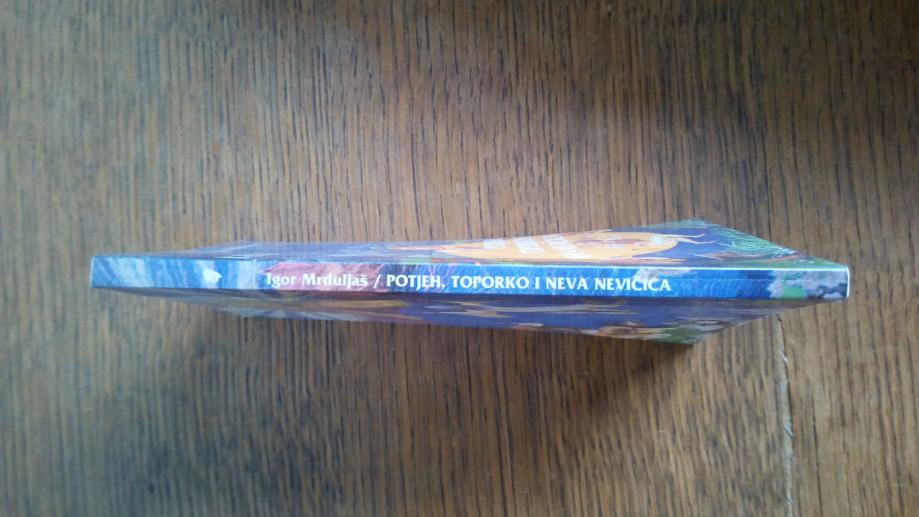 Igor Mrduljaš / POTJEH, TOPORKO I NEVA NEVIČICA